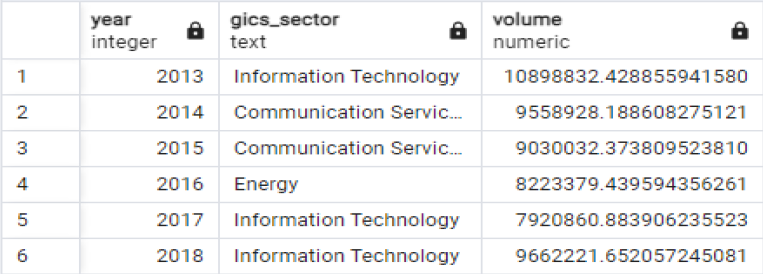 year gics_sector volume
integer text numeric
1 2013 Information Technology 10898832.428855941580
2 2014 Communication Servic... 9558928.188608275121
3 2015 Communication Servic... 9030032.373809523810
4 2016 Energy 8223379.439594356261
5 2017 Information Technology 7920860.883906235523
6 2018 Information Technology 9662221.652057245081